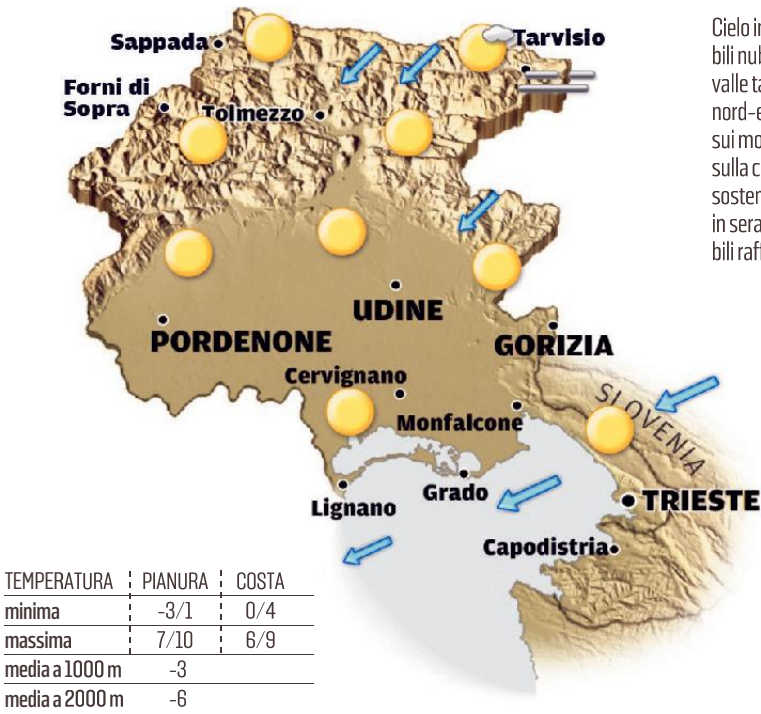 Sappada
Tarvisio
Forni di
Sopra
Tolmezzo
UDINE
PORDENONE
GORIZIA
Cervignano
Monfalcone
SLOVENIA
Lignano
Grado
TRIESTE
Capodistria
Cielo in
bili nub
valle ta
nord-e
sui mo
sulla c
soster
in sera
bili raff
TEMPERATURA PIANURA COSTA
minima -3/1 0/4
massima 7/10 6/9
media a 1000 m -3
media a 2000 m -6